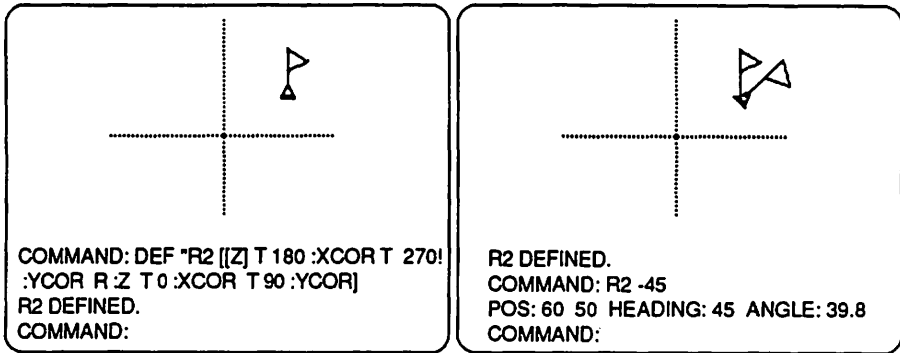 COMMAND: DEF "R2 [[Z] T 180 :XCOR T 270!
:YCOR R :Z T 0 :XCOR T 90 :YCOR]
R2 DEFINED.
COMMAND:
R2 DEFINED.
COMMAND: R2 -45
POS: 60 50 HEADING: 45 ANGLE: 39.8
COMMAND: